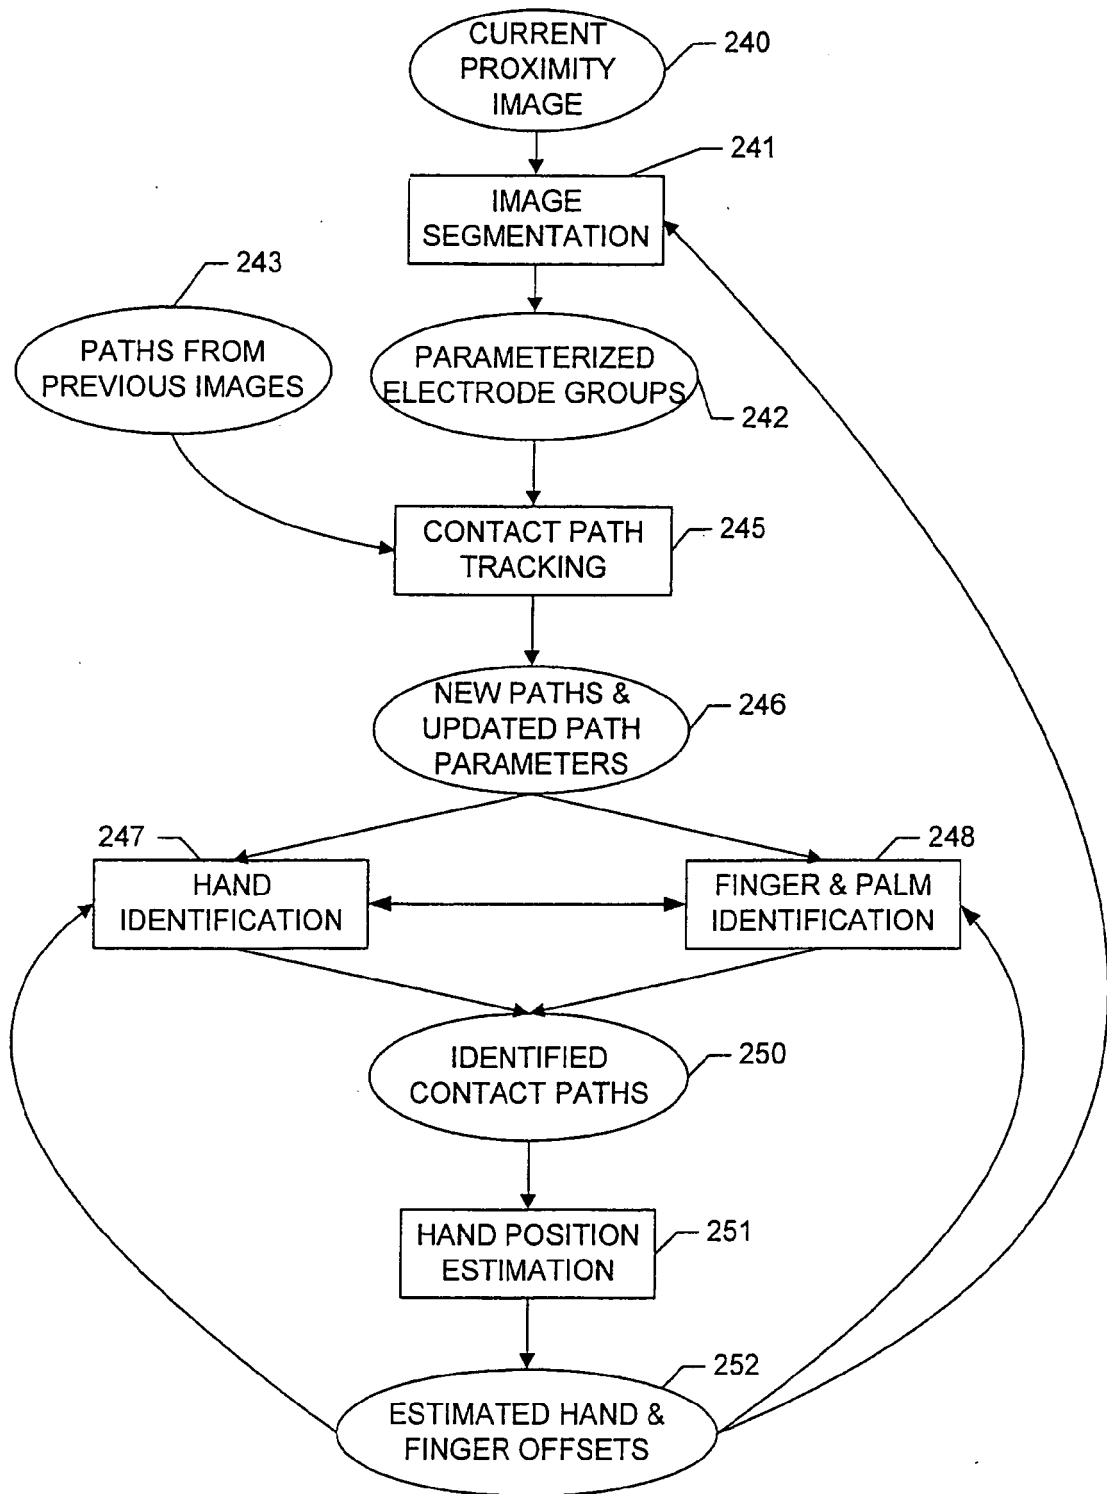 CURRENT
PROXIMITY
IMAGE
240
241
IMAGE
SEGMENTATION
243
PATHS FROM
PREVIOUS IMAGES
PARAMETERIZED
ELECTRODE GROUPS
242
CONTACT PATH
TRACKING
245
NEW PATHS &
UPDATED PATH
PARAMETERS
246
247
HAND
IDENTIFICATION
248
FINGER & PALM
IDENTIFICATION
IDENTIFIED
CONTACT PATHS
250
HAND POSITION
ESTIMATION
251
252
ESTIMATED HAND &
FINGER OFFSETS